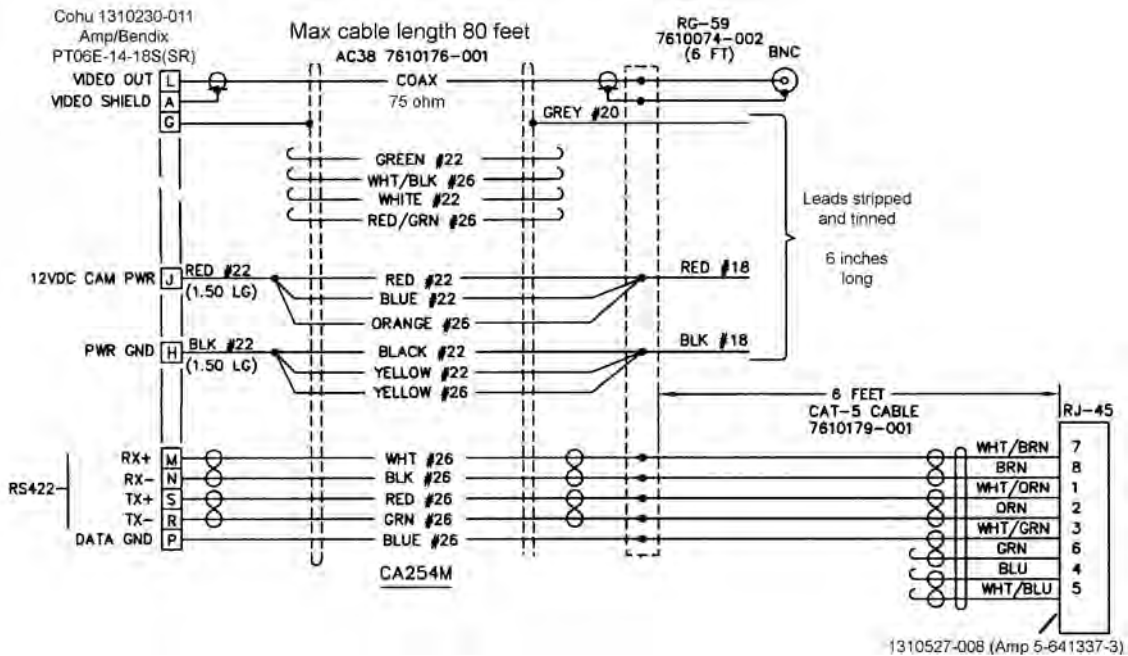 Cohu 1310230-011
Amp/Bendix
PT06E-14-18S(SR)
Max cable length 80 feet
AC38 7610176-001
RG-59
7610074-002
(6 FT)
BNC
VIDEO OUT L
COAX
VIDEO SHIELD A
75 ohm
G
GREY #20
GREEN #22
WHT/BLK #26
WHITE #22
RED/GRN #26
Leads stripped
and tinned
6 inches
long
12VDC CAM PWR J RED #22
(1.50 LG)
RED #22
RED #18
BLUE #22
ORANGE #26
PWR GND H BLK #22
(1.50 LG)
BLACK #22
BLK #18
YELLOW #22
YELLOW #26
6 FEET
CAT-5 CABLE
7610179-001
RJ-45
RS422
RX+ M WHT #26
RX- N BLK #26
TX+ S RED #26
TX- R GRN #26
DATA GND P BLUE #26
CA254M
WHT/BRN 7
BRN 8
WHT/ORN 1
ORN 2
WHT/GRN 3
GRN 6
BLU 4
WHT/BLU 5
1310527-008 (Amp 5-641337-3)